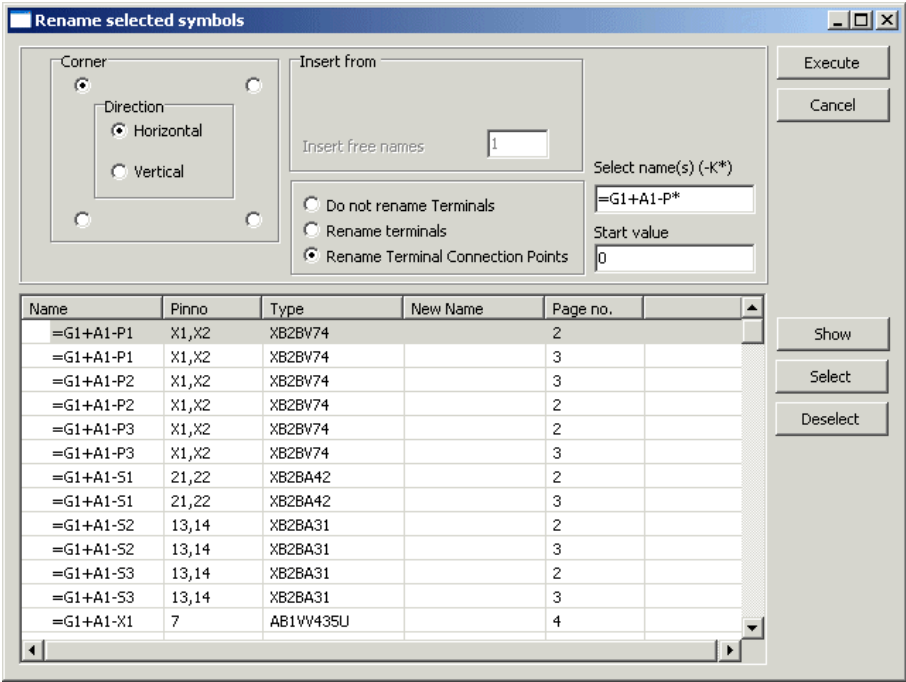 Rename selected symbols
Corner
Direction
Horizontal
Vertical
Insert from
Insert free names 1
Do not rename Terminals
Rename terminals
Rename Terminal Connection Points
Select name(s) (-K*)
=G1+A1-P*
Start value
0
Execute
Cancel
Name Pinno Type New Name Page no.
=G1+A1-P1 X1,X2 XB2BV74 2
=G1+A1-P1 X1,X2 XB2BV74 3
=G1+A1-P2 X1,X2 XB2BV74 3
=G1+A1-P2 X1,X2 XB2BV74 2
=G1+A1-P3 X1,X2 XB2BV74 2
=G1+A1-P3 X1,X2 XB2BV74 3
=G1+A1-S1 21,22 XB2BA42 2
=G1+A1-S1 21,22 XB2BA42 3
=G1+A1-S2 13,14 XB2BA31 2
=G1+A1-S2 13,14 XB2BA31 3
=G1+A1-S3 13,14 XB2BA31 2
=G1+A1-S3 13,14 XB2BA31 3
=G1+A1-X1 7 AB1VV435U 4
Show
Select
Deselect